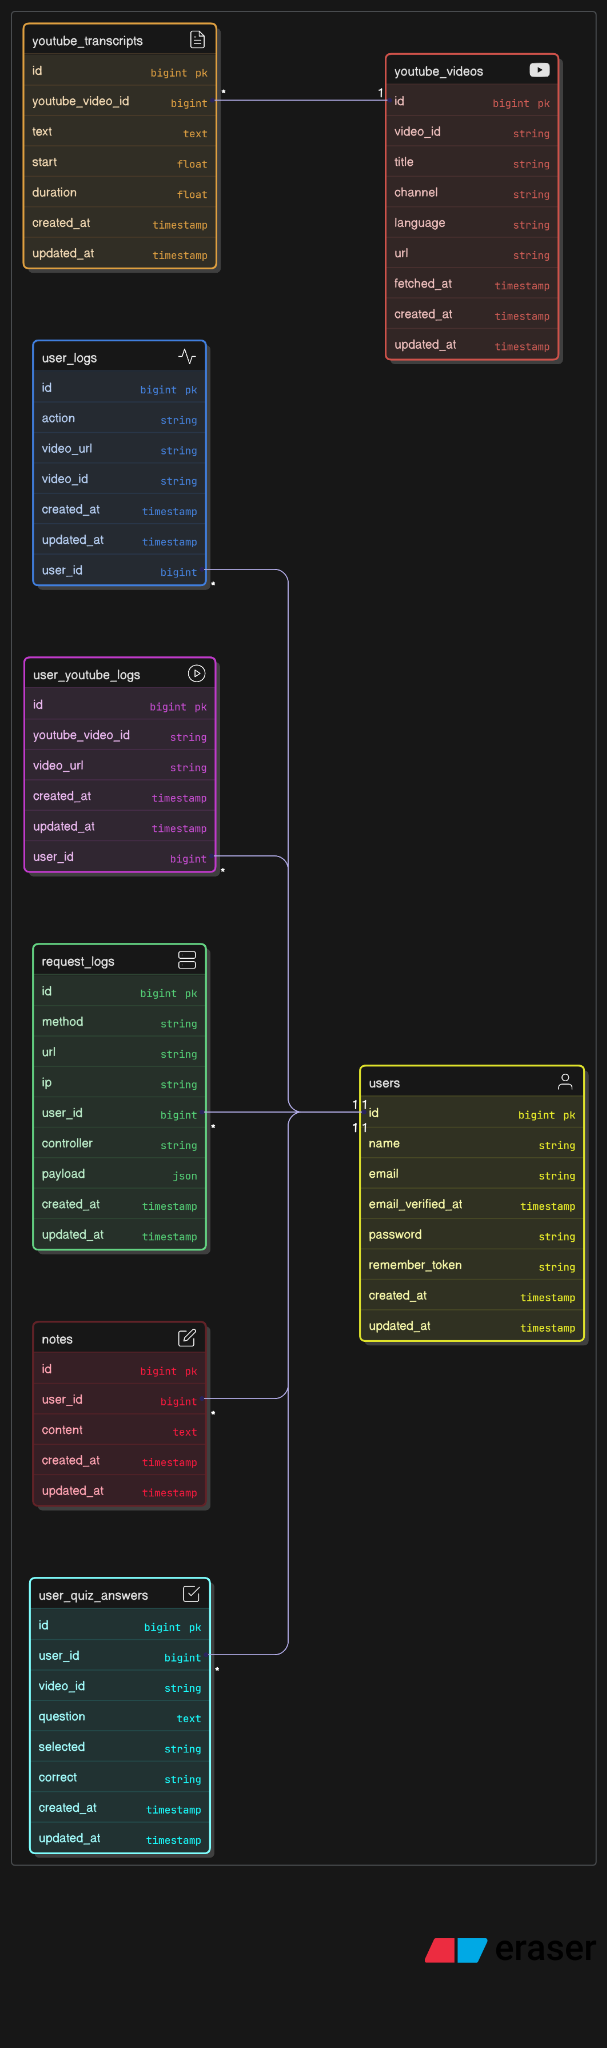 youtube_transcripts
id bigint pk
youtube_video_id bigint
text text
start float
duration float
created_at timestamp
updated_at timestamp
* 1
youtube_videos
id bigint pk
video_id string
title string
channel string
language string
url string
fetched_at timestamp
created_at timestamp
updated_at timestamp
user_logs
id bigint pk
action string
video_url string
video_id string
created_at timestamp
updated_at timestamp
user_id bigint
*
user_youtube_logs
id bigint pk
youtube_video_id string
video_url string
created_at timestamp
updated_at timestamp
user_id bigint
*
request_logs
id bigint pk
method string
url string
ip string
user_id bigint
controller string
payload json
created_at timestamp
updated_at timestamp
*
users
1 1
id bigint pk
1 1
name string
email string
email_verified_at timestamp
password string
remember_token string
created_at timestamp
updated_at timestamp
notes
id bigint pk
user_id bigint
content text
created_at timestamp
updated_at timestamp
*
user_quiz_answers
id bigint pk
user_id bigint
video_id string
question text
selected string
correct string
created_at timestamp
updated_at timestamp
*
eraser